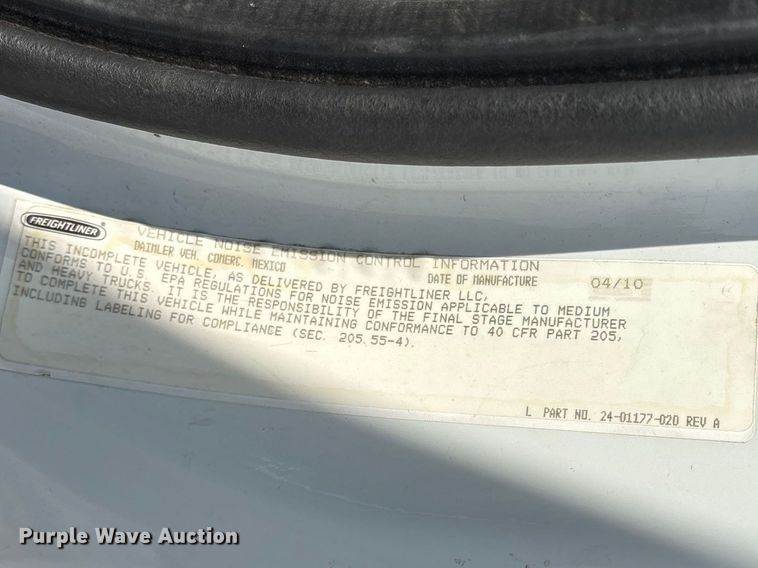 FREIGHTLINER
VEHICLE NOISE EMISSION CONTROL INFORMATION
DAIMLER VEH. COMERC. MEXICO DATE OF MANUFACTURE 04/10
THIS INCOMPLETE VEHICLE, AS DELIVERED BY FREIGHTLINER LLC,
CONFORMS TO U.S. EPA REGULATIONS FOR NOISE EMISSION APPLICABLE TO MEDIUM
AND HEAVY TRUCKS. IT IS THE RESPONSIBILITY OF THE FINAL STAGE MANUFACTURER
TO COMPLETE THIS VEHICLE WHILE MAINTAINING CONFORMANCE TO 40 CFR PART 205,
INCLUDING LABELING FOR COMPLIANCE (SEC. 205.55-4).
L PART NO. 24-01177-020 REV A
Purple Wave Auction